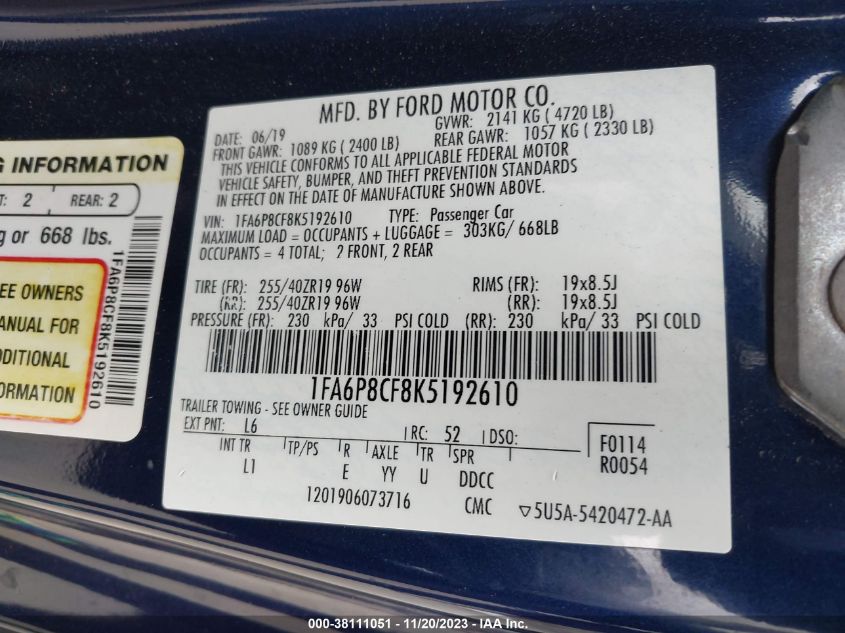 MFD. BY FORD MOTOR CO.
DATE: 06/19
GVWR: 2141 KG ( 4720 LB)
FRONT GAWR: 1089 KG ( 2400 LB)
REAR GAWR: 1057 KG ( 2330 LB)
THIS VEHICLE CONFORMS TO ALL APPLICABLE FEDERAL MOTOR
VEHICLE SAFETY, BUMPER, AND THEFT PREVENTION STANDARDS
IN EFFECT ON THE DATE OF MANUFACTURE SHOWN ABOVE.
VIN: 1FA6P8CF8K5192610 TYPE: Passenger Car
MAXIMUM LOAD = OCCUPANTS + LUGGAGE = 303KG/ 668LB
OCCUPANTS = 4 TOTAL; 2 FRONT, 2 REAR
TIRE (FR): 255/40ZR19 96W RIMS (FR): 19x8.5J
(RR): 255/40ZR19 96W (RR): 19x8.5J
PRESSURE (FR): 230 kPa/ 33 PSI COLD (RR): 230 kPa/ 33 PSI COLD
1FA6P8CF8K5192610
TRAILER TOWING - SEE OWNER GUIDE
EXT PNT: L6 RC: 52 DSO:
F0114
R0054
INT TR TP/PS R AXLE TR SPR
L1 E YY U DDCC
1201906073716 CMC ▽5U5A-5420472-AA
G INFORMATION
T: 2 REAR: 2
g or 668 lbs.
EE OWNERS
ANUAL FOR
DDITIONAL
FORMATION
1FA6P8CF8K5192610
000-38111051 - 11/20/2023 - IAA Inc.